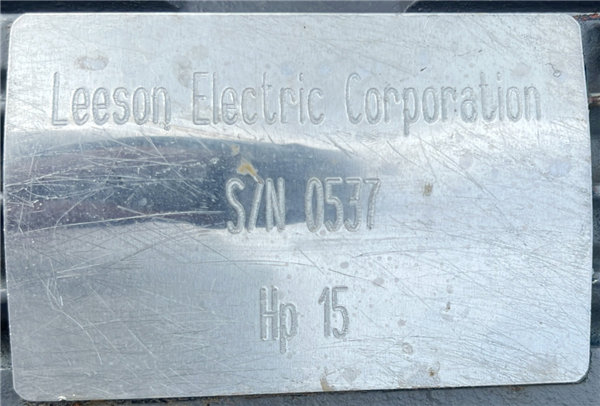 Leeson Electric Corporation
S/N 0537
Hp 15